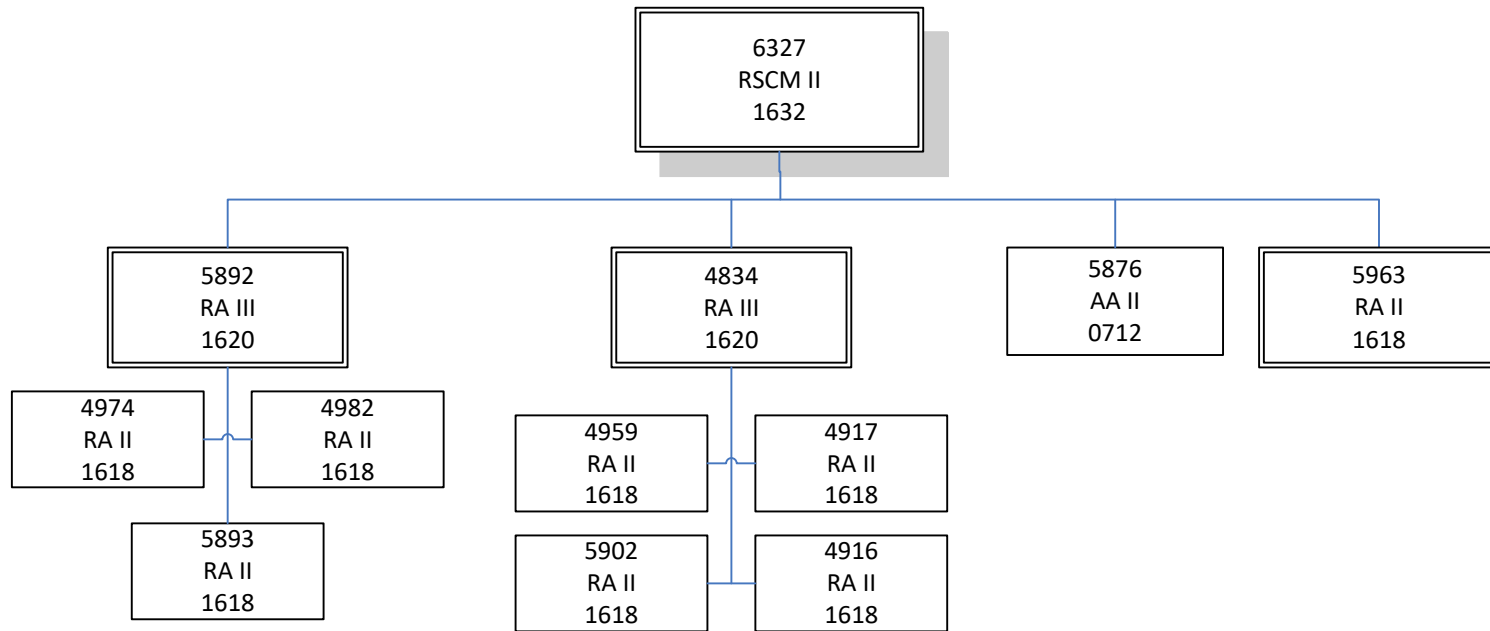 6327
RSCM II
1632
5892
RA III
1620
4834
RA III
1620
5876
AA II
0712
5963
RA II
1618
4974
RA II
1618
4982
RA II
1618
5893
RA II
1618
4959
RA II
1618
4917
RA II
1618
5902
RA II
1618
4916
RA II
1618